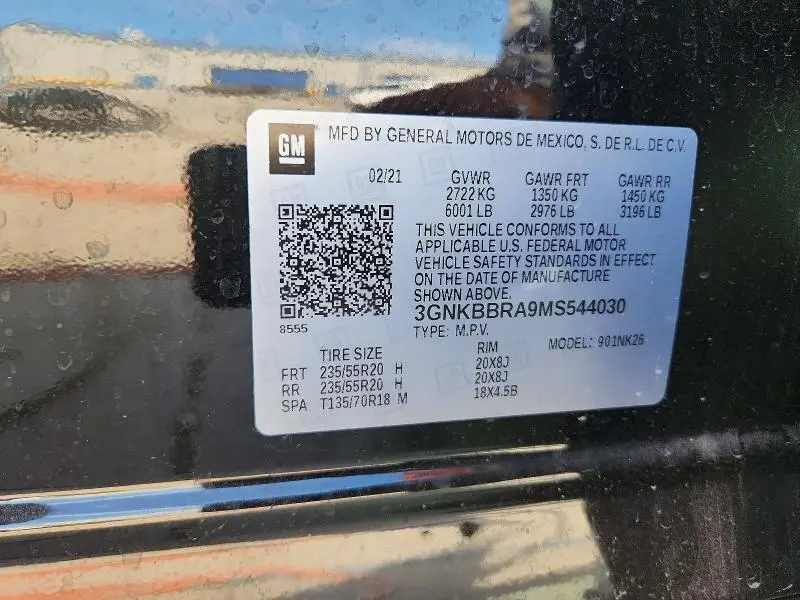 GM MFD BY GENERAL MOTORS DE MEXICO, S. DE R.L. DE C.V.
02/21 GVWR GAWR FRT GAWR RR
2722 KG 1350 KG 1450 KG
6001 LB 2976 LB 3196 LB
THIS VEHICLE CONFORMS TO ALL
APPLICABLE U.S. FEDERAL MOTOR
VEHICLE SAFETY STANDARDS IN EFFECT
ON THE DATE OF MANUFACTURE
SHOWN ABOVE.
3GNKBBRA9MS544030
8555
TYPE: M.P.V. MODEL: 901NK26
TIRE SIZE RIM
FRT 235/55R20 H 20X8J
RR 235/55R20 H 20X8J
SPA T135/70R18 M 18X4.5B